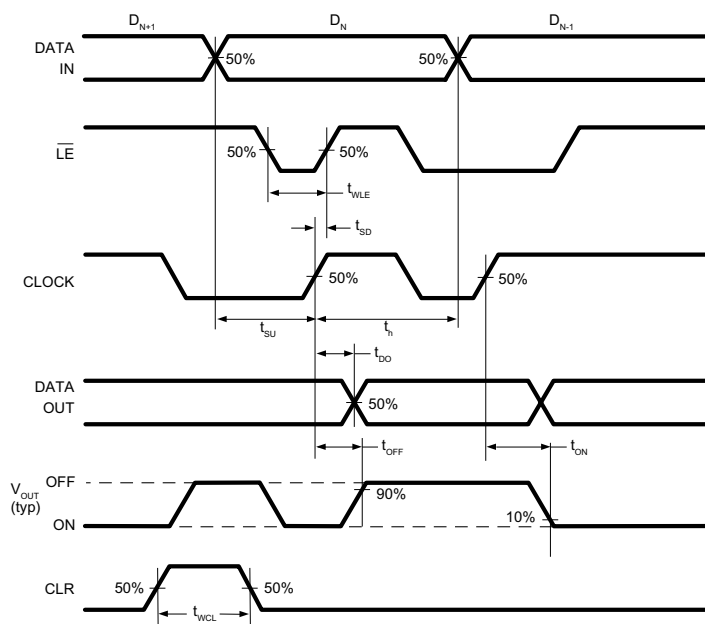 D_N+1 D_N D_N-1
DATA IN
50% 50%
L̅E̅
50% 50%
t_WLE
t_SD
CLOCK
50% 50%
t_SU t_h
t_DO
DATA OUT
50%
t_OFF t_ON
V_OUT (typ)
OFF
90%
ON
10%
CLR
50% 50%
t_WCL